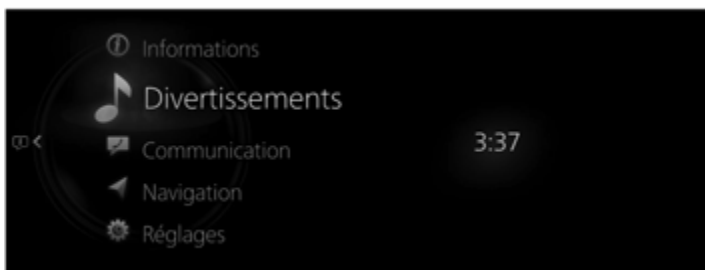 Informations
Divertissements
Communication
3:37
Navigation
Réglages